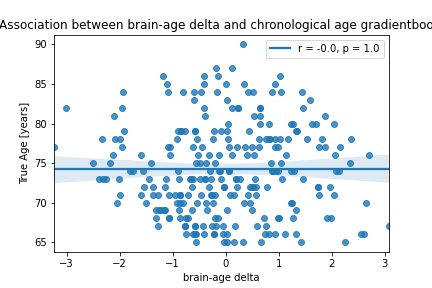 Association between brain-age delta and chronological age gradientboo
r = -0.0, p = 1.0
True Age [years]
90
85
80
75
70
65
-3 -2 -1 0 1 2 3
brain-age delta